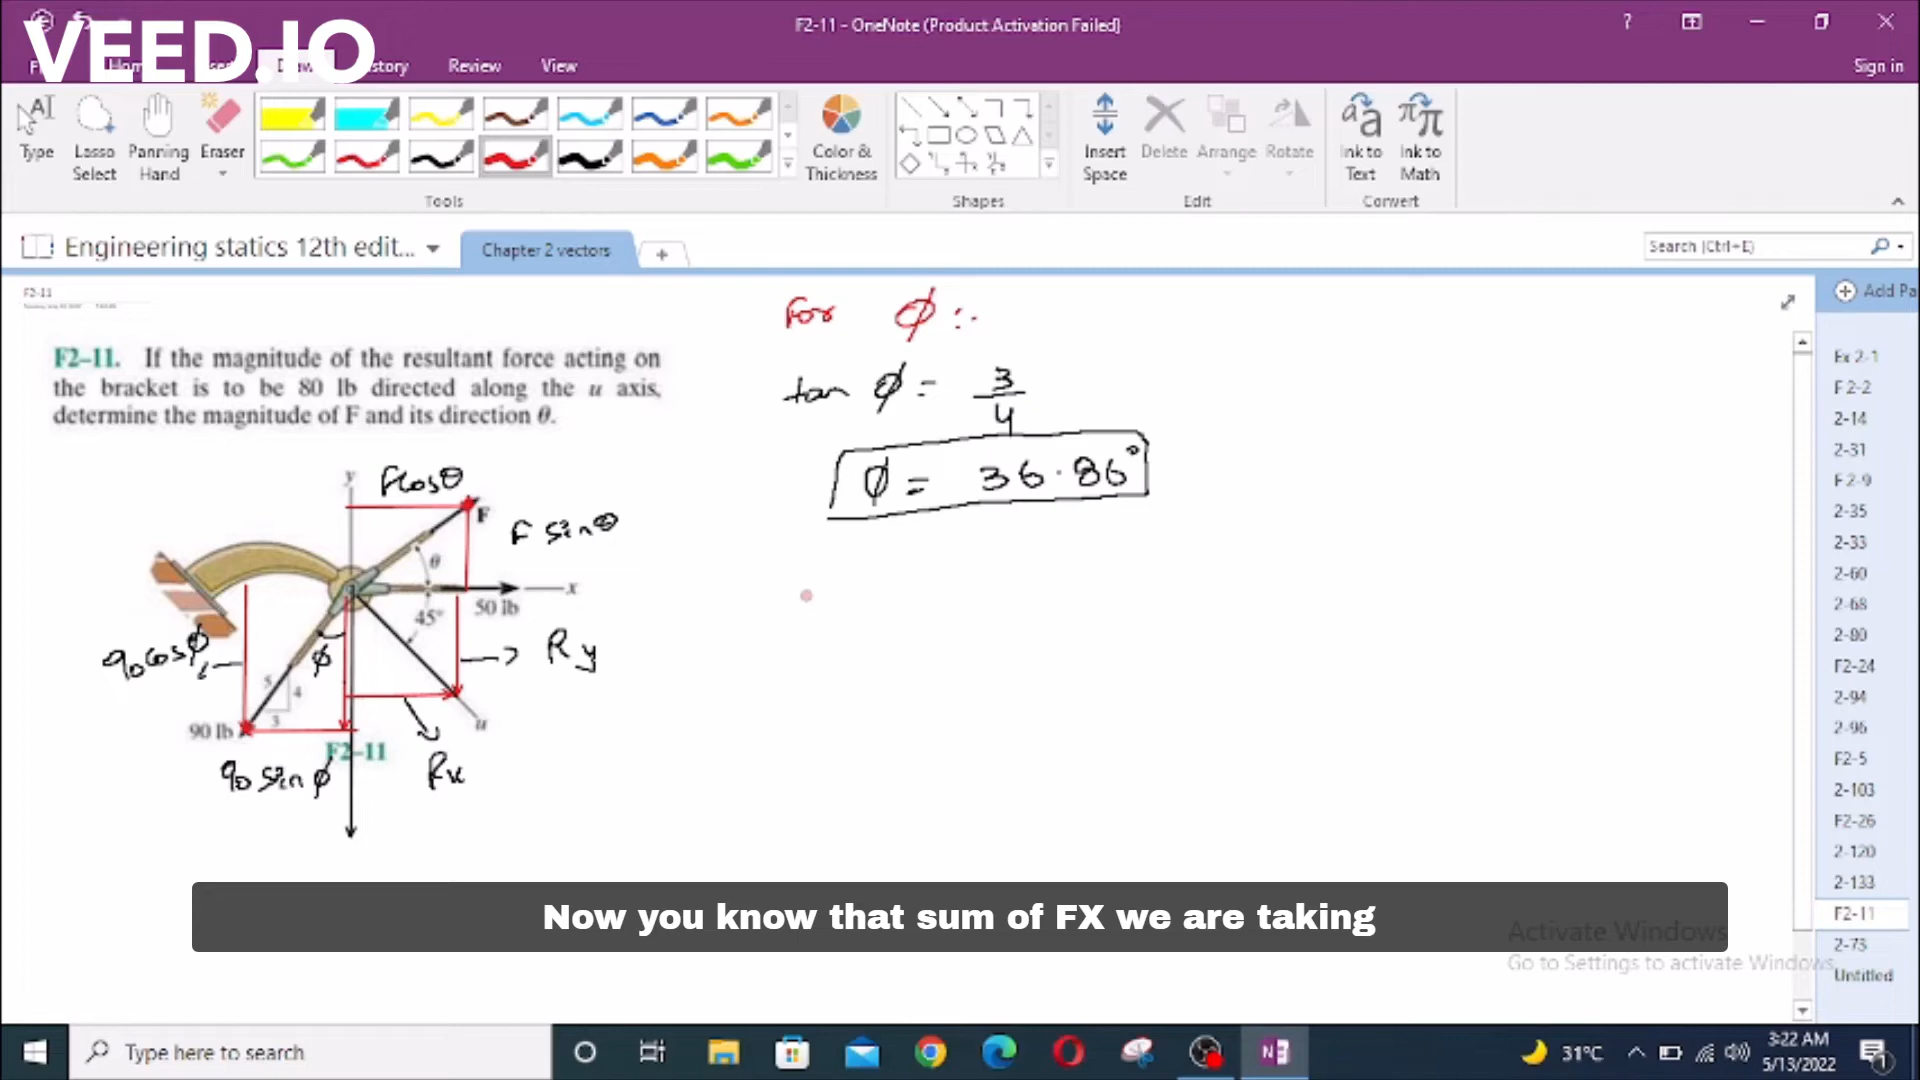 VEED.IO
F2-11 - OneNote (Product Activation Failed)
?
Review
View
Sign in
Type
Lasso Select
Panning Hand
Eraser
Color & Thickness
Insert Space
Delete
Arrange
Rotate
Ink to Text
Ink to Math
Tools
Shapes
Edit
Convert
Engineering statics 12th edit...
Chapter 2 vectors
Search (Ctrl+E)
F2-11
Add Pa
F2–11. If the magnitude of the resultant force acting on
the bracket is to be 80 lb directed along the u axis,
determine the magnitude of F and its direction θ.
For ϕ :.
tan ϕ = 3/4
ϕ = 36.86°
y
Fcosθ
F
F sinθ
θ
x
50 lb
45°
Ry
90cosϕ
ϕ
5
4
3
90 lb
u
F2–11
90 sinϕ
Rx
Ex 2-1
F 2-2
2-14
2-31
F 2-9
2-35
2-33
2-60
2-68
2-80
F2-24
2-94
2-96
F2-5
2-103
F2-26
2-120
2-133
F2-11
2-73
Untitled
Now you know that sum of FX we are taking
Activate Windows
Go to Settings to activate Windows.
Type here to search
31°C
3:22 AM
5/13/2022
1